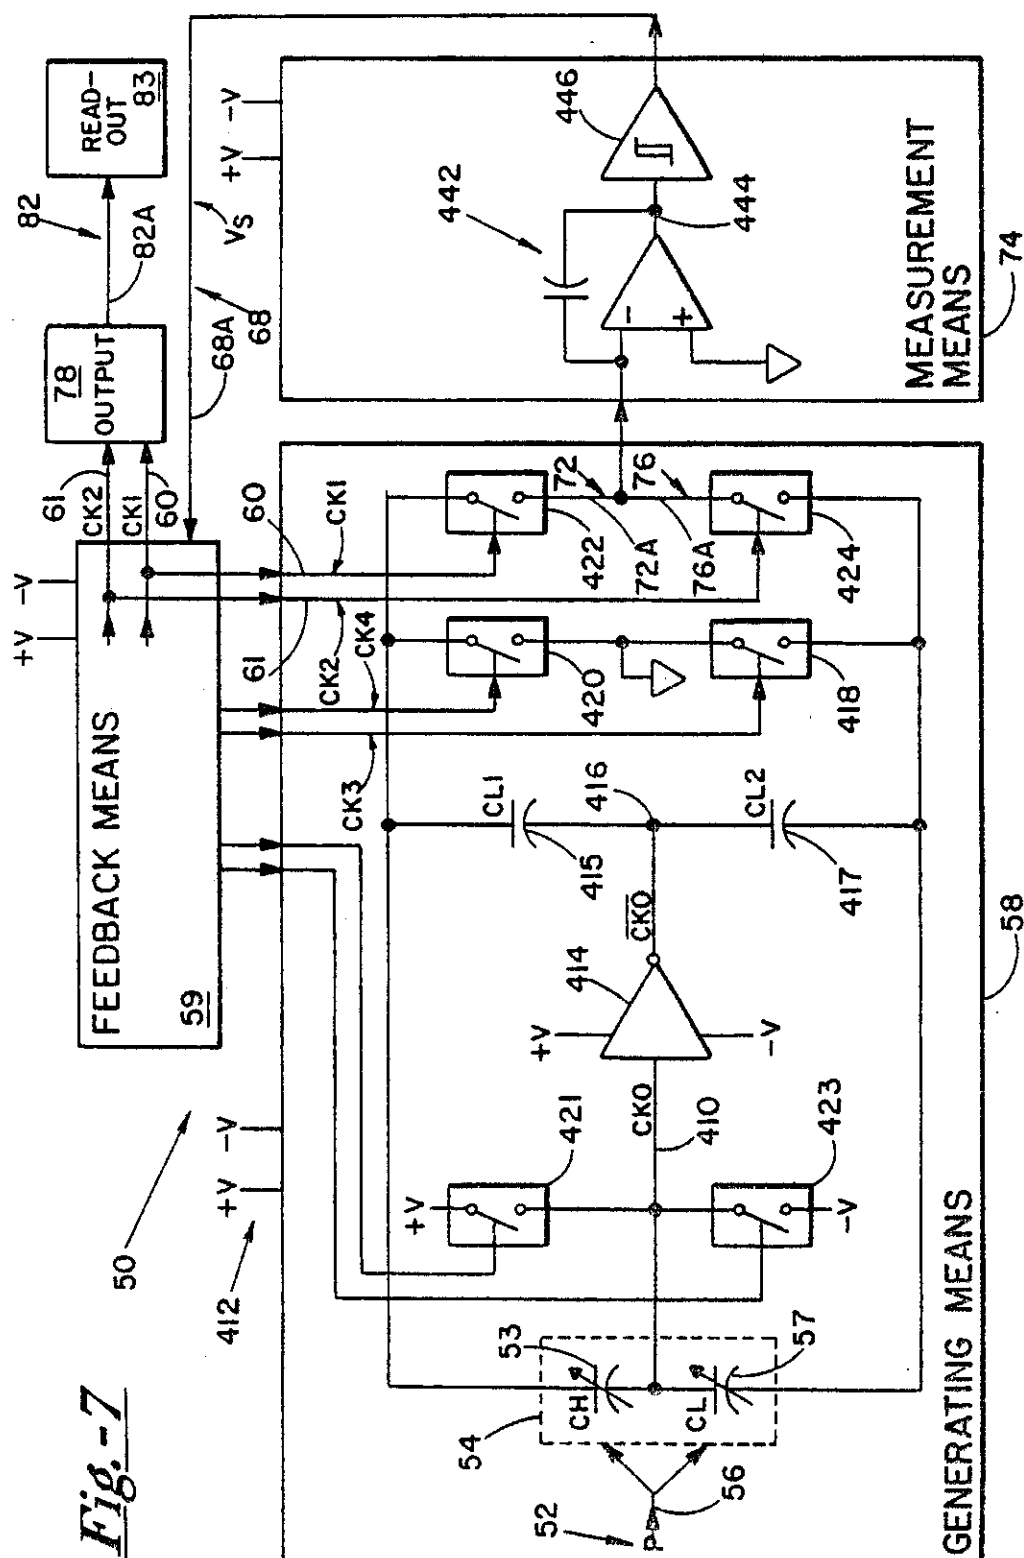 Fig.-7
50
+V
-V
412
+V
-V
FEEDBACK MEANS
59
CK2
61
CK1
60
78
OUTPUT
82
82A
READ-
OUT
83
68A
68
VS
+V
-V
CK3
CK4
61
CK2
60
CK1
52
P
56
54
53
CH
CL
57
+V
421
423
-V
CKO
410
+V
414
-V
C̅K̅O̅
416
CL1
415
CL2
417
420
418
422
424
72
72A
76
76A
442
-
+
444
446
GENERATING MEANS
58
MEASUREMENT
MEANS
74